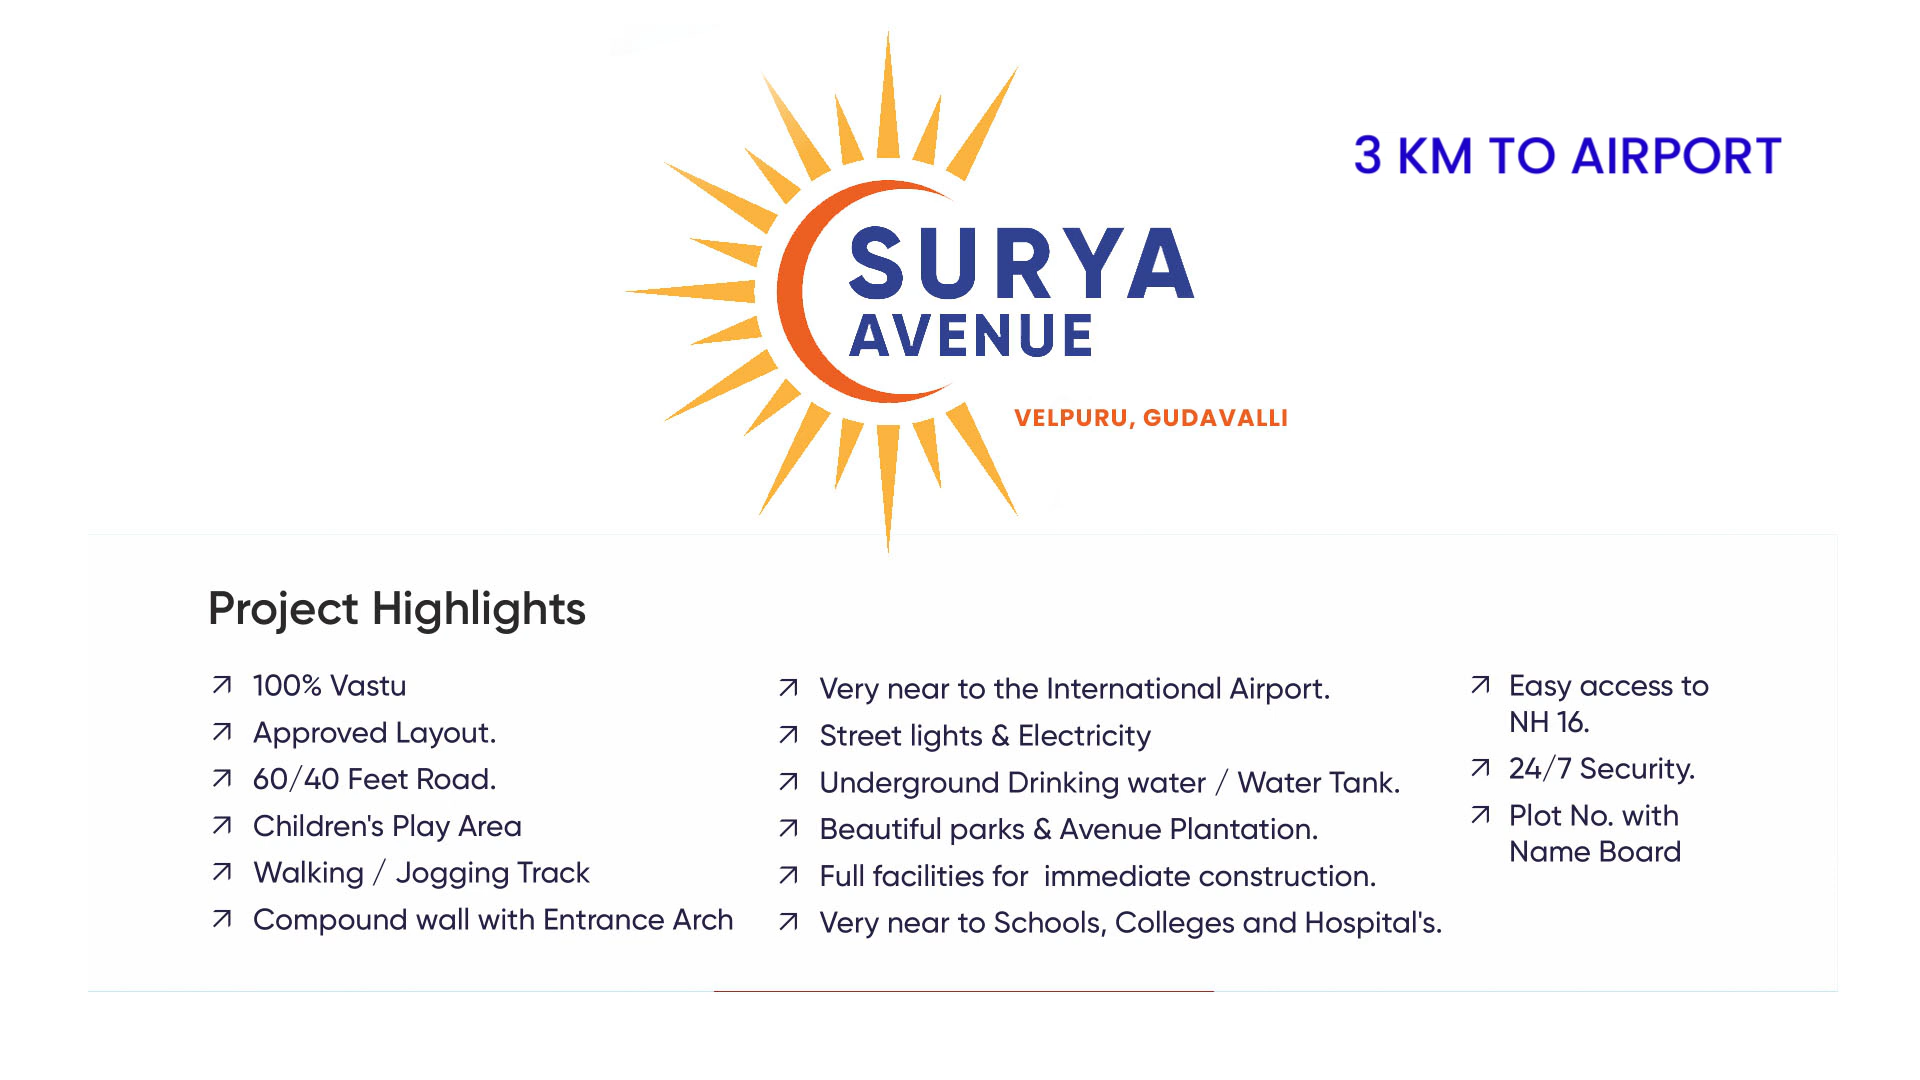 3 KM TO AIRPORT
SURYA
AVENUE
VELPURU, GUDAVALLI
Project Highlights
100% Vastu
Approved Layout.
60/40 Feet Road.
Children's Play Area
Walking / Jogging Track
Compound wall with Entrance Arch
Very near to the International Airport.
Street lights & Electricity
Underground Drinking water / Water Tank.
Beautiful parks & Avenue Plantation.
Full facilities for  immediate construction.
Very near to Schools, Colleges and Hospital's.
Easy access to
NH 16.
24/7 Security.
Plot No. with
Name Board